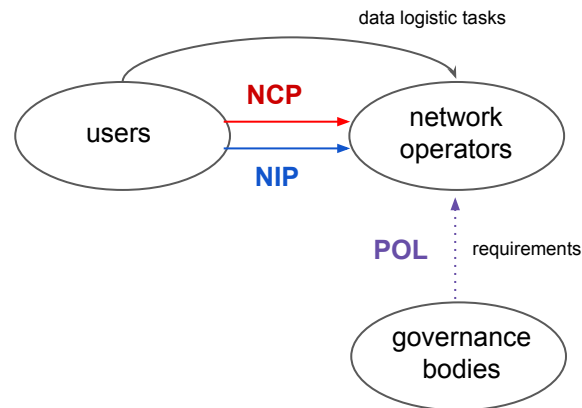 data logistic tasks
NCP
users
network
operators
NIP
POL
requirements
governance
bodies